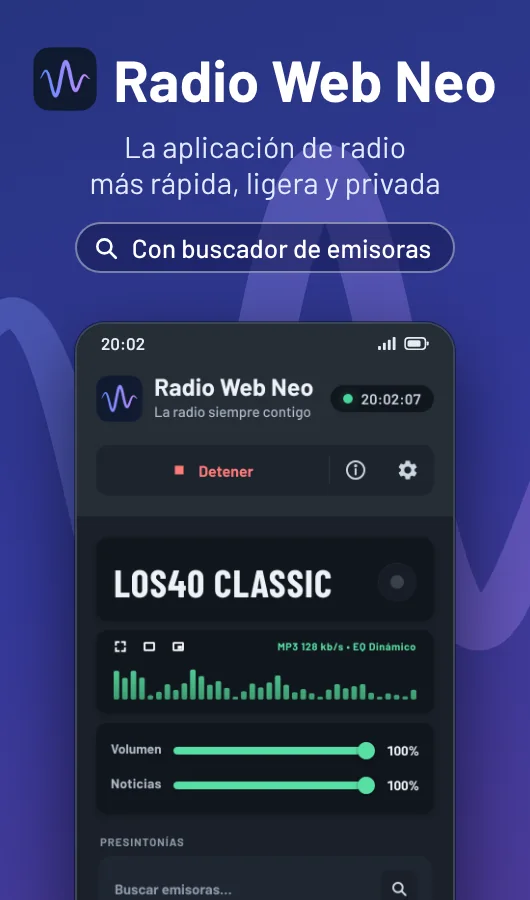 Radio Web Neo
La aplicación de radio
más rápida, ligera y privada
Con buscador de emisoras
20:02
Radio Web Neo
La radio siempre contigo
20:02:07
Detener
LOS40 CLASSIC
MP3 128 kb/s • EQ Dinámico
Volumen 100%
Noticias 100%
PRESINTONÍAS
Buscar emisoras...